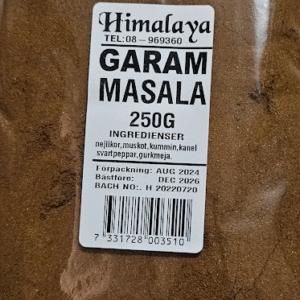 Himalaya
TEL:08-969360
GARAM
MASALA
250G
INGREDIENSER
nejlikor,muskot,kummin,kanel
svartpeppar,gurkmeja.
Förpackning: AUG 2024
Bästföre: DEC 2026
BACH NO:. H 20220720
7 331728 003510